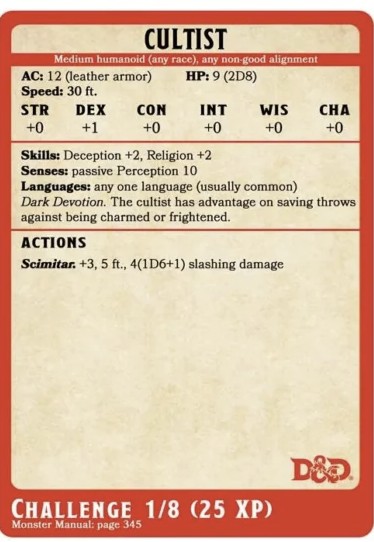 CULTIST
Medium humanoid (any race), any non-good alignment
AC: 12 (leather armor) HP: 9 (2D8)
Speed: 30 ft.
STR DEX CON INT WIS CHA
+0 +1 +0 +0 +0 +0
Skills: Deception +2, Religion +2
Senses: passive Perception 10
Languages: any one language (usually common)
Dark Devotion. The cultist has advantage on saving throws
against being charmed or frightened.
ACTIONS
Scimitar. +3, 5 ft., 4(1D6+1) slashing damage
D&D®
CHALLENGE 1/8 (25 XP)
Monster Manual: page 345